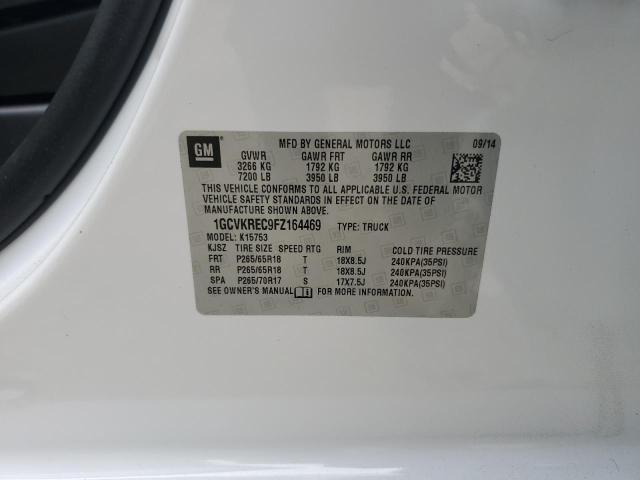 GM MFD BY GENERAL MOTORS LLC 09/14
GVWR GAWR FRT GAWR RR
3266 KG 1792 KG 1792 KG
7200 LB 3950 LB 3950 LB
THIS VEHICLE CONFORMS TO ALL APPLICABLE U.S. FEDERAL MOTOR
VEHICLE SAFETY STANDARDS IN EFFECT ON THE DATE OF
MANUFACTURE SHOWN ABOVE.
1GCVKREC9FZ164469 TYPE: TRUCK
MODEL: K15753
KJSZ TIRE SIZE SPEED RTG RIM COLD TIRE PRESSURE
FRT P265/65R18 T 18X8.5J 240KPA(35PSI)
RR P265/65R18 T 18X8.5J 240KPA(35PSI)
SPA P265/70R17 S 17X7.5J 240KPA(35PSI)
SEE OWNER'S MANUAL FOR MORE INFORMATION.